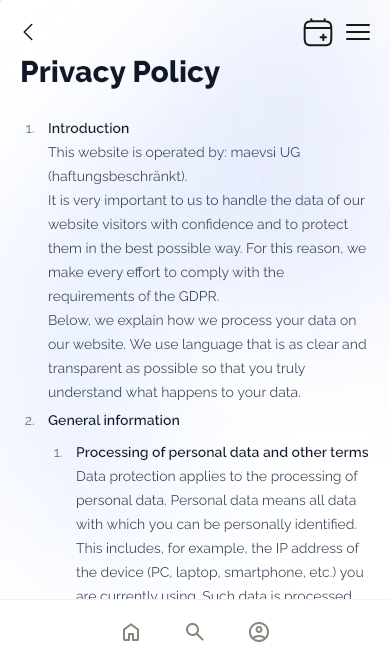 Privacy Policy
1. Introduction
This website is operated by: maevsi UG
(haftungsbeschränkt).
It is very important to us to handle the data of our
website visitors with confidence and to protect
them in the best possible way. For this reason, we
make every effort to comply with the
requirements of the GDPR.
Below, we explain how we process your data on
our website. We use language that is as clear and
transparent as possible so that you truly
understand what happens to your data.
2. General information
1. Processing of personal data and other terms
Data protection applies to the processing of
personal data. Personal data means all data
with which you can be personally identified.
This includes, for example, the IP address of
the device (PC, laptop, smartphone, etc.) you
are currently using. Such data is processed